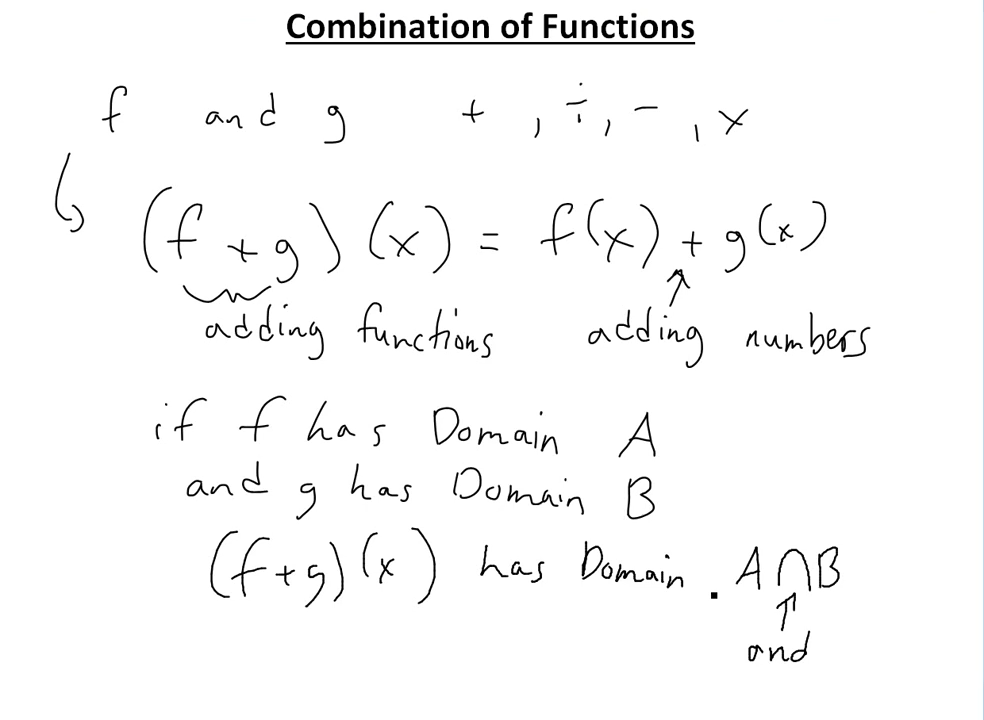 Combination of Functions
f and g + , ÷ , - , x
(f + g) (x) = f(x) + g(x)
adding functions adding numbers
if f has Domain A
and g has Domain B
(f+g)(x) has Domain A∩B
and